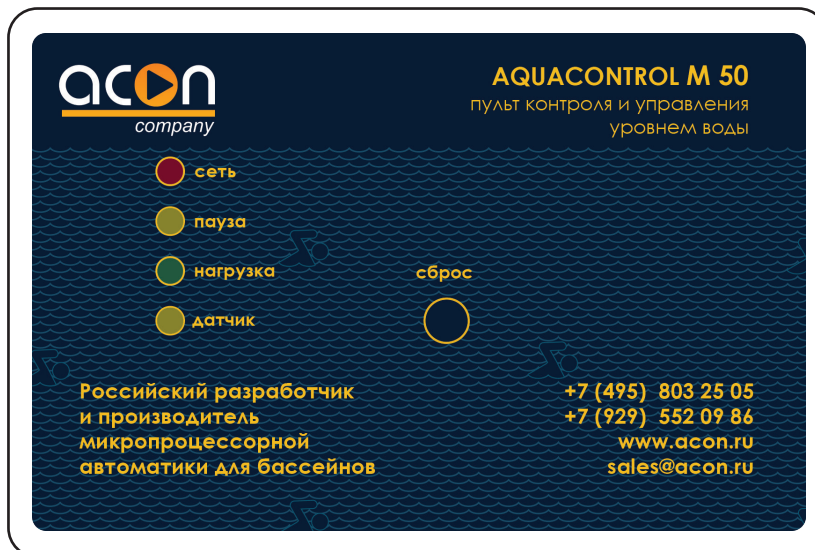 acon
company
AQUACONTROL M 50
пульт контроля и управления
уровнем воды
сеть
пауза
нагрузка
датчик
сброс
Российский разработчик
и производитель
микропроцессорной
автоматики для бассейнов
+7 (495) 803 25 05
+7 (929) 552 09 86
www.acon.ru
sales@acon.ru